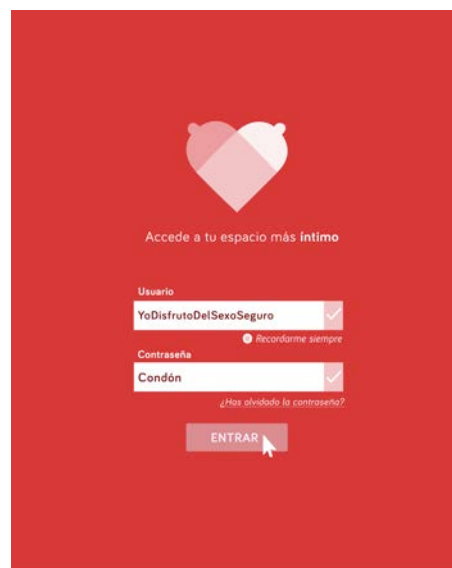 Accede a tu espacio más íntimo
Usuario
YoDisfrutoDelSexoSeguro
Recordarme siempre
Contraseña
Condón
¿Has olvidado la contraseña?
ENTRAR